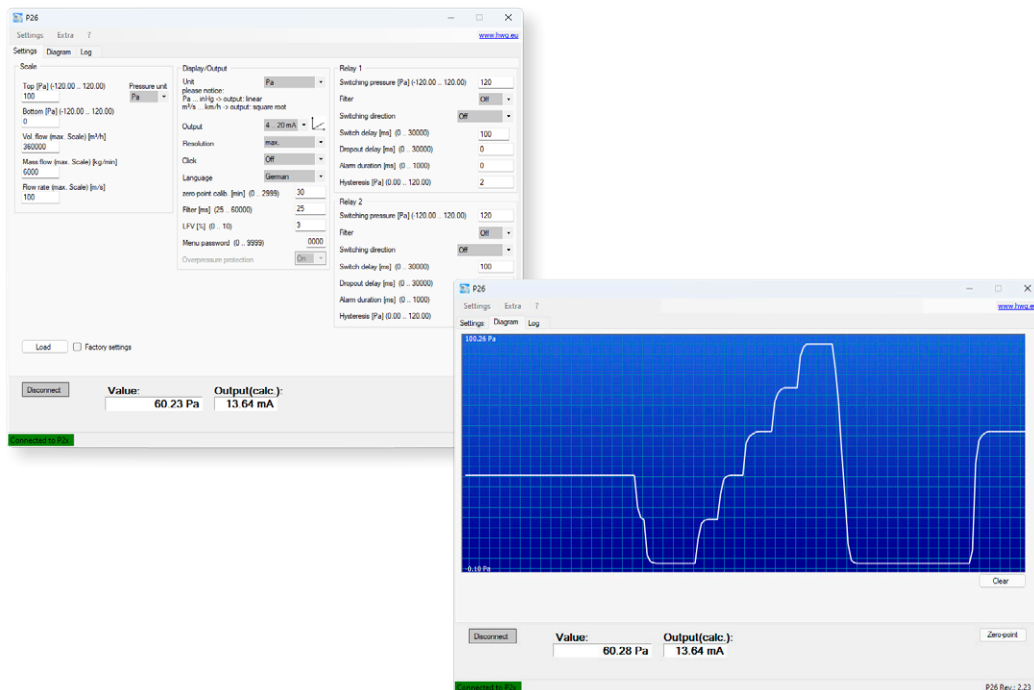 P26
Settings Extra ?
www.hwg.eu
Settings Diagram Log
Scale
Top [Pa] (-120.00 .. 120.00) Pressure unit
100 Pa
Bottom [Pa] (-120.00 .. 120.00)
0
Vol. flow (max. Scale) [m³/h]
360000
Mass flow (max. Scale) [kg/min]
6000
Flow rate (max. Scale) [m/s]
100
Display/Output
Unit Pa
please notice:
Pa ... inHg -> output: linear
m³/s ... km/h -> output: square root
Output 4 .. 20 mA
Resolution max.
Click Off
Language German
zero point calib. [min] (0 .. 2999) 30
Filter [ms] (25 .. 60000) 25
LFV [%] (0 .. 10) 3
Menu password (0 .. 9999) 0000
Overpressure protection On
Relay 1
Switching pressure [Pa] (-120.00 .. 120.00) 120
Filter Off
Switching direction Off
Switch delay [ms] (0 .. 30000) 100
Dropout delay [ms] (0 .. 30000) 0
Alarm duration [ms] (0 .. 1000) 0
Hysteresis [Pa] (0.00 .. 120.00) 2
Relay 2
Switching pressure [Pa] (-120.00 .. 120.00) 120
Filter Off
Switching direction Off
Switch delay [ms] (0 .. 30000) 100
Dropout delay [ms] (0 .. 30000)
Alarm duration [ms] (0 .. 1000)
Hysteresis [Pa] (0.00 .. 120.00)
Load Factory settings
Disconnect
Value: Output(calc.):
60.23 Pa 13.64 mA
Connected to P2x
P26
Settings Extra ?
www.hwg.e
Settings Diagram Log
100.26 Pa
-0.10 Pa
Clear
Disconnect
Value: Output(calc.):
60.28 Pa 13.64 mA
Zero-point
Connected to P2x
P26 Rev.: 2.23